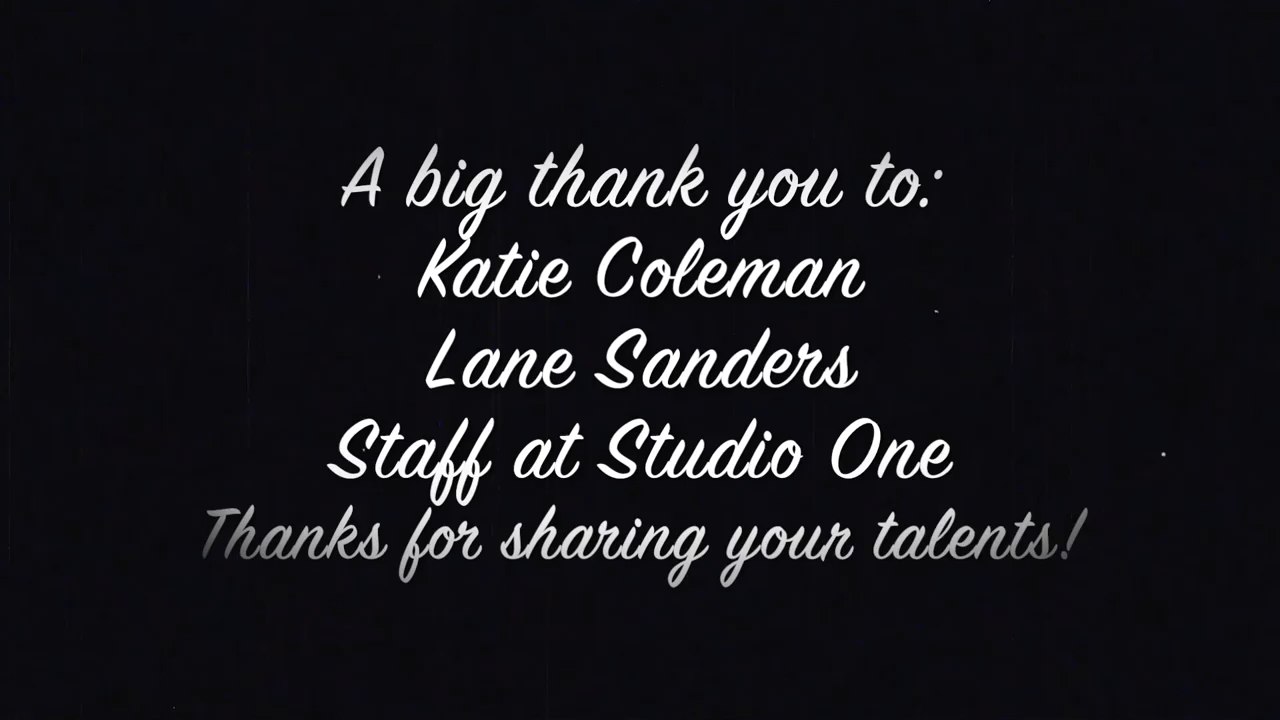 A big thank you to:
Katie Coleman
Lane Sanders
Staff at Studio One
Thanks for sharing your talents!